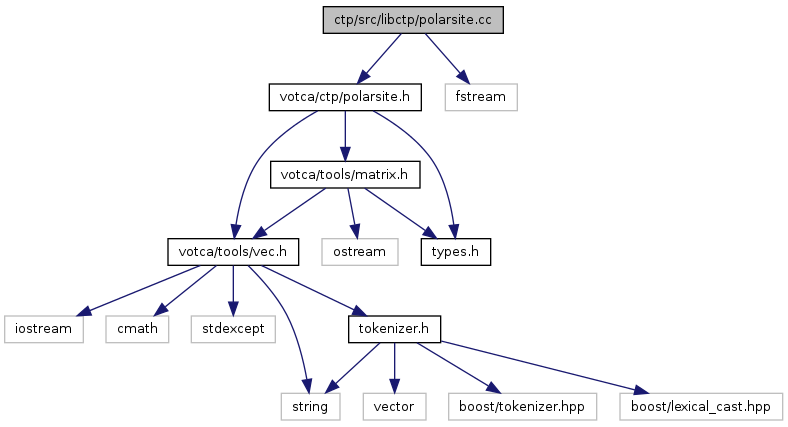 ctp/src/libctp/polarsite.cc
votca/ctp/polarsite.h
fstream
votca/tools/matrix.h
votca/tools/vec.h
ostream
types.h
iostream
cmath
stdexcept
tokenizer.h
string
vector
boost/tokenizer.hpp
boost/lexical_cast.hpp